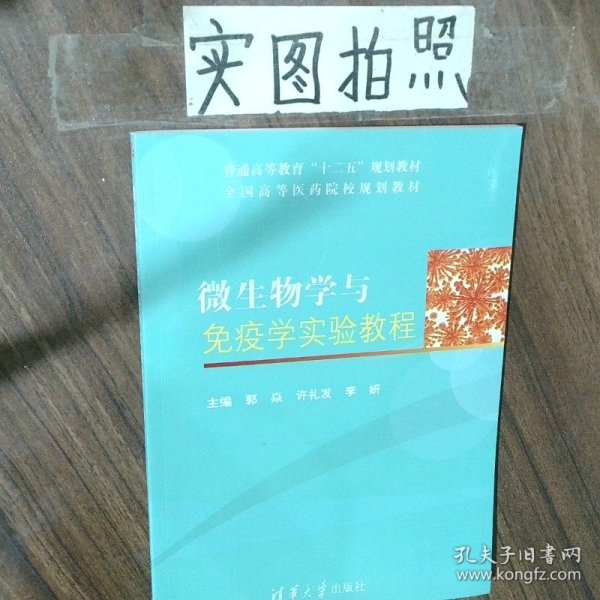 实图拍照
普通高等教育“十二五”规划教材
全国高等医药院校规划教材
微生物学与
免疫学实验教程
主编 郭焱 许礼发 李妍
清华大学出版社
孔夫子旧书网
www.kongfz.com